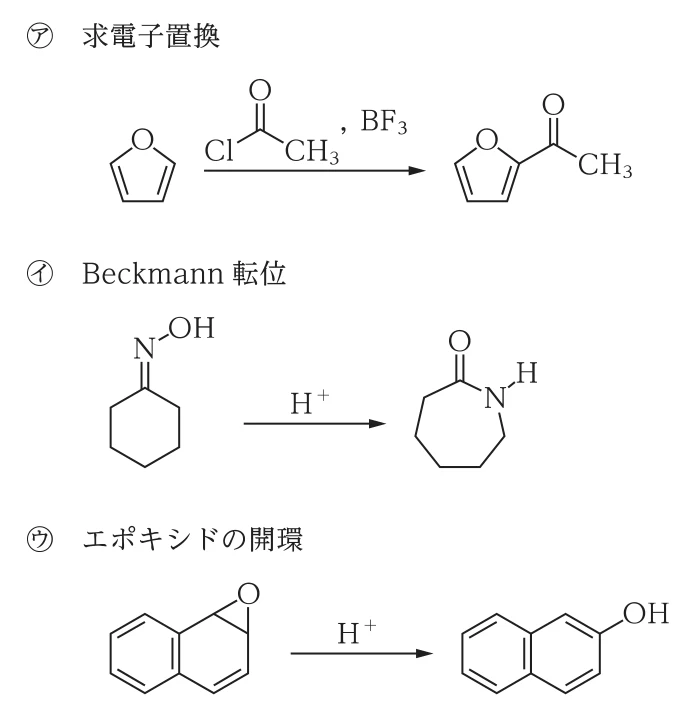 ㋐ 求電子置換
O
Cl CH₃ , BF₃
O
O
O
CH₃
㋑ Beckmann 転位
N OH
H⁺
O
N H
㋒ エポキシドの開環
O
H⁺
OH